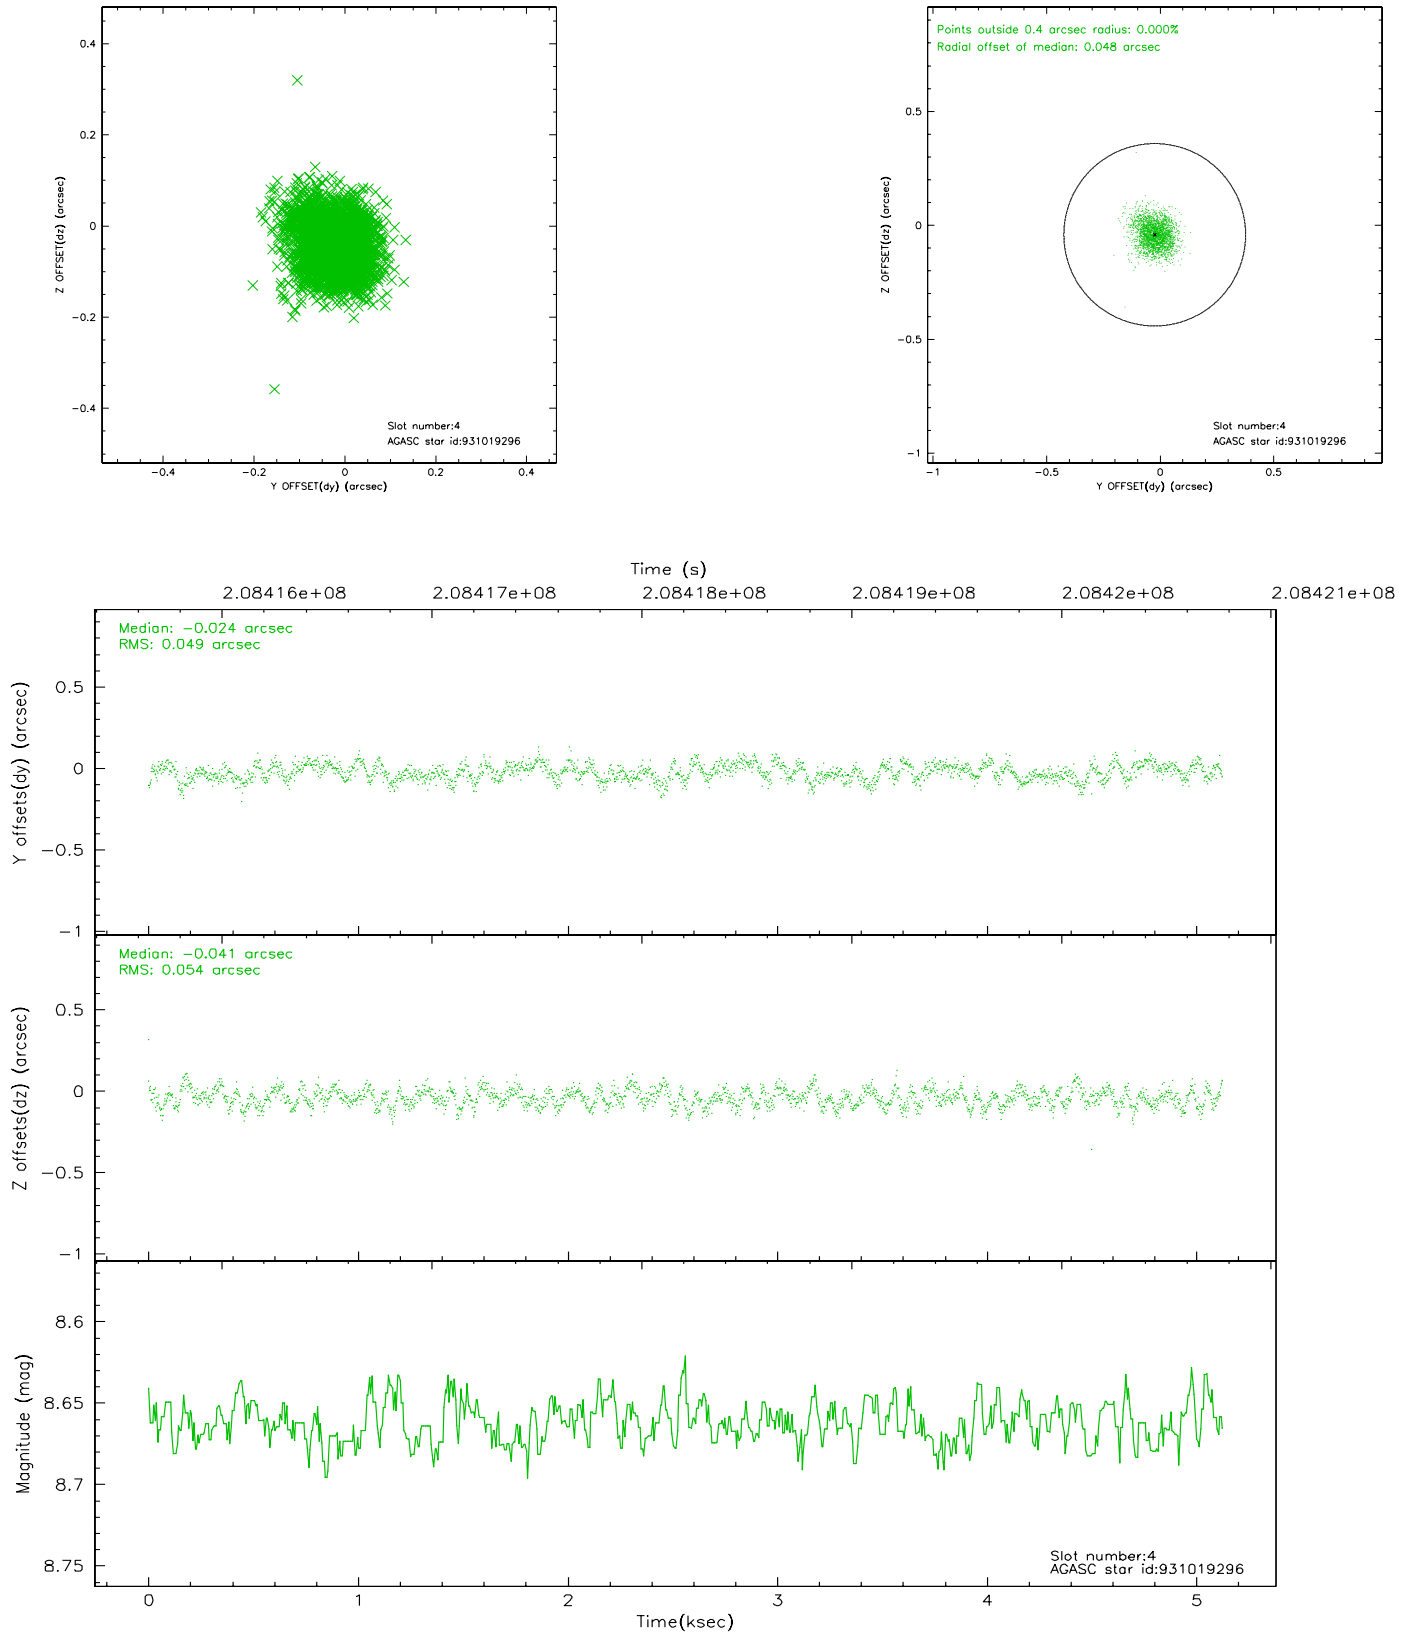 0.4
0.2
0
−0.2
−0.4
Z OFFSET(dz) (arcsec)
Slot number:4
AGASC star id:931019296
−0.4 −0.2 0 0.2 0.4
Y OFFSET(dy) (arcsec)
Points outside 0.4 arcsec radius: 0.000%
Radial offset of median: 0.048 arcsec
0.5
0
−0.5
−1
Z OFFSET(dz) (arcsec)
Slot number:4
AGASC star id:931019296
−1 −0.5 0 0.5
Y OFFSET(dy) (arcsec)
Time (s)
2.08416e+08 2.08417e+08 2.08418e+08 2.08419e+08 2.0842e+08 2.08421e+08
Median: −0.024 arcsec
RMS: 0.049 arcsec
0.5
0
−0.5
−1
Y offsets(dy) (arcsec)
Median: −0.041 arcsec
RMS: 0.054 arcsec
0.5
0
−0.5
−1
Z offsets(dz) (arcsec)
8.6
8.65
8.7
8.75
Magnitude (mag)
Slot number:4
AGASC star id:931019296
0 1 2 3 4 5
Time(ksec)